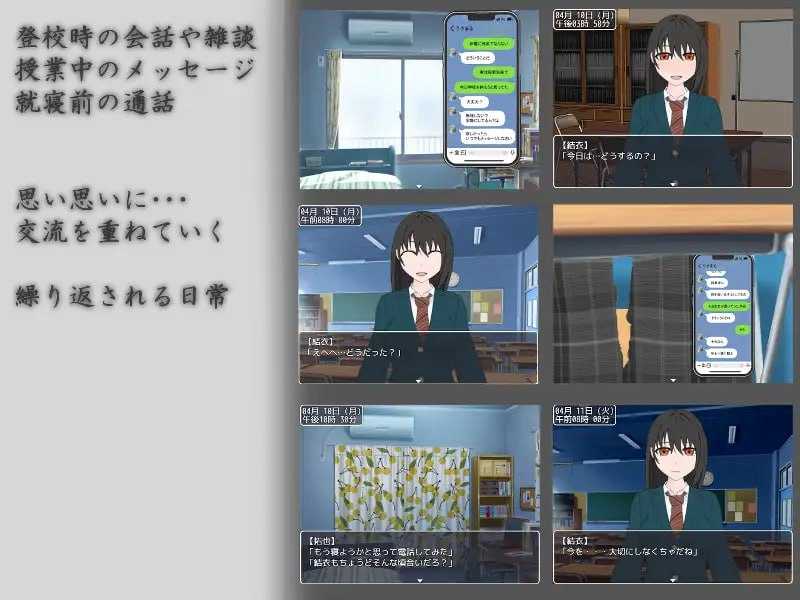 登校時の会話や雑談
授業中のメッセージ
就寝前の通話
思い思いに･･･
交流を重ねていく
繰り返される日常
04月 10日 (月)
午後03時 50分
【結衣】
「今日は…どうするの？」
04月 10日 (月)
午前08時 00分
【結衣】
「えへへ…どうだった？」
04月 10日 (月)
午後10時 30分
【拓也】
「もう寝ようかと思って電話してみた」
「結衣もちょうどそんな頃合いだろ？」
04月 11日 (火)
午前08時 00分
【結衣】
「今を・・・大切にしなくちゃだね」